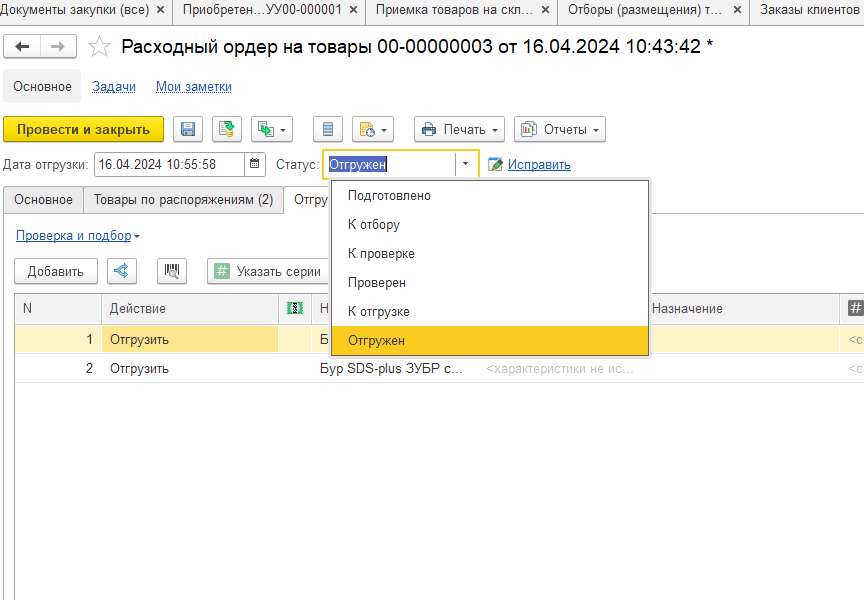 Документы закупки (все) × Приобретен...УУ00-000001 × Приемка товаров на скл... × Отборы (размещения) т... × Заказы клиентов
Расходный ордер на товары 00-00000003 от 16.04.2024 10:43:42 *
Основное Задачи Мои заметки
Провести и закрыть Печать Отчеты
Дата отгрузки: 16.04.2024 10:55:58 Статус: Отгружен Исправить
Основное Товары по распоряжениям (2) Отгру
Подготовлено
К отбору
К проверке
Проверен
К отгрузке
Отгружен
Проверка и подбор
Добавить # Указать серии
N Действие Н Назначение #
1 Отгрузить Б <с
2 Отгрузить Бур SDS-plus ЗУБР с... <характеристики не ис... <с